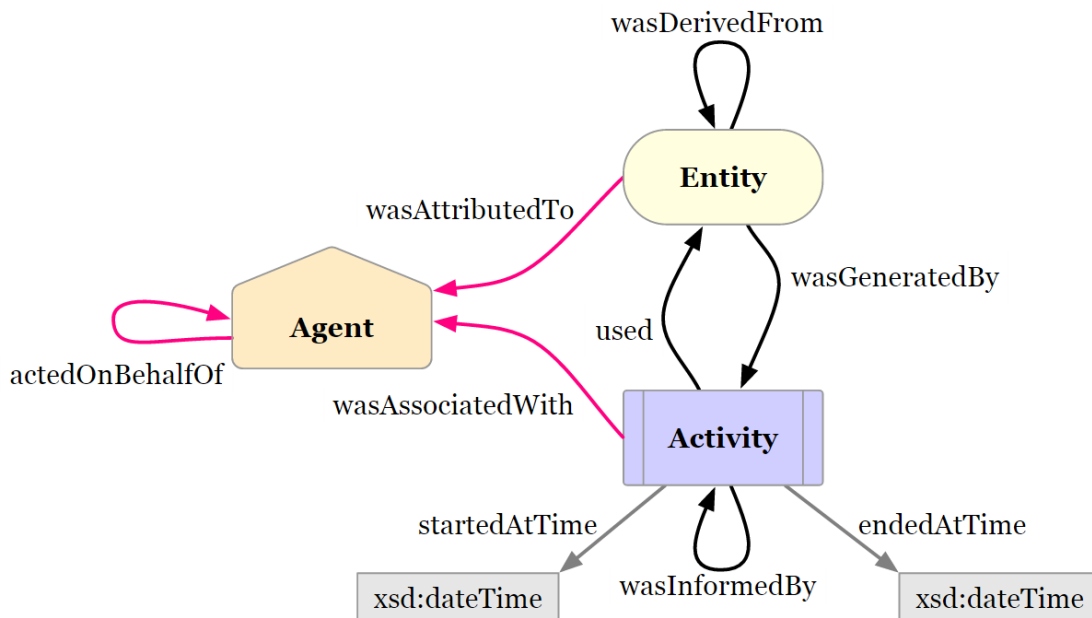 wasDerivedFrom
Entity
wasAttributedTo
wasGeneratedBy
used
Agent
actedOnBehalfOf
wasAssociatedWith
Activity
startedAtTime
endedAtTime
wasInformedBy
xsd:dateTime
xsd:dateTime